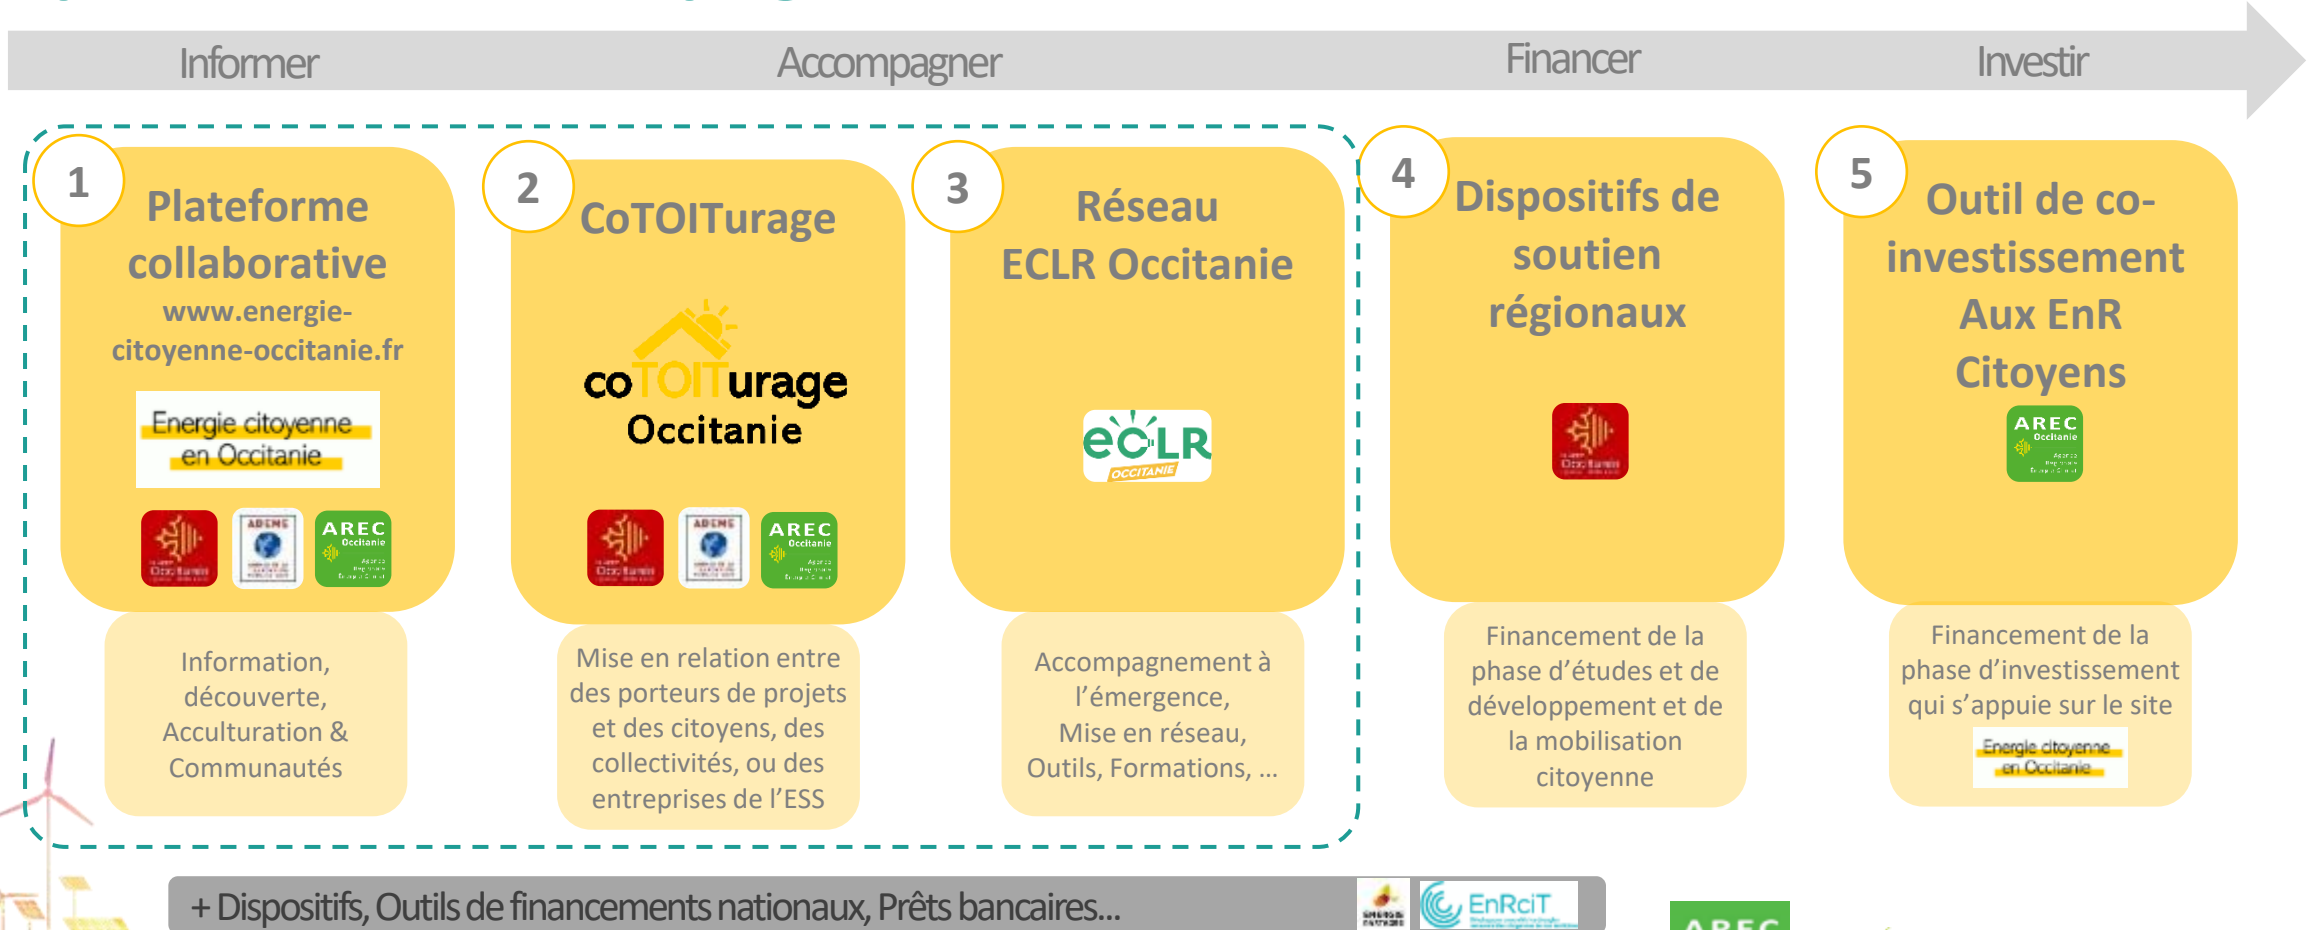 Informer
Accompagner
Financer
Investir
1
Plateforme
collaborative
www.energie-
citoyenne-occitanie.fr
Energie citoyenne
en Occitanie
ADEME
AREC
Occitanie
Information,
découverte,
Acculturation &
Communautés
2
CoTOITurage
coTOITurage
Occitanie
ADEME
AREC
Occitanie
Mise en relation entre
des porteurs de projets
et des citoyens, des
collectivités, ou des
entreprises de l’ESS
3
Réseau
ECLR Occitanie
eCLR
OCCITANIE
Accompagnement à
l’émergence,
Mise en réseau,
Outils, Formations, ...
4
Dispositifs de
soutien
régionaux
Financement de la
phase d’études et de
développement et de
la mobilisation
citoyenne
5
Outil de co-
investissement
Aux EnR
Citoyens
AREC
Occitanie
Financement de la
phase d’investissement
qui s’appuie sur le site
Energie citoyenne
en Occitanie
+ Dispositifs, Outils de financements nationaux, Prêts bancaires...
EnRciT
AREC